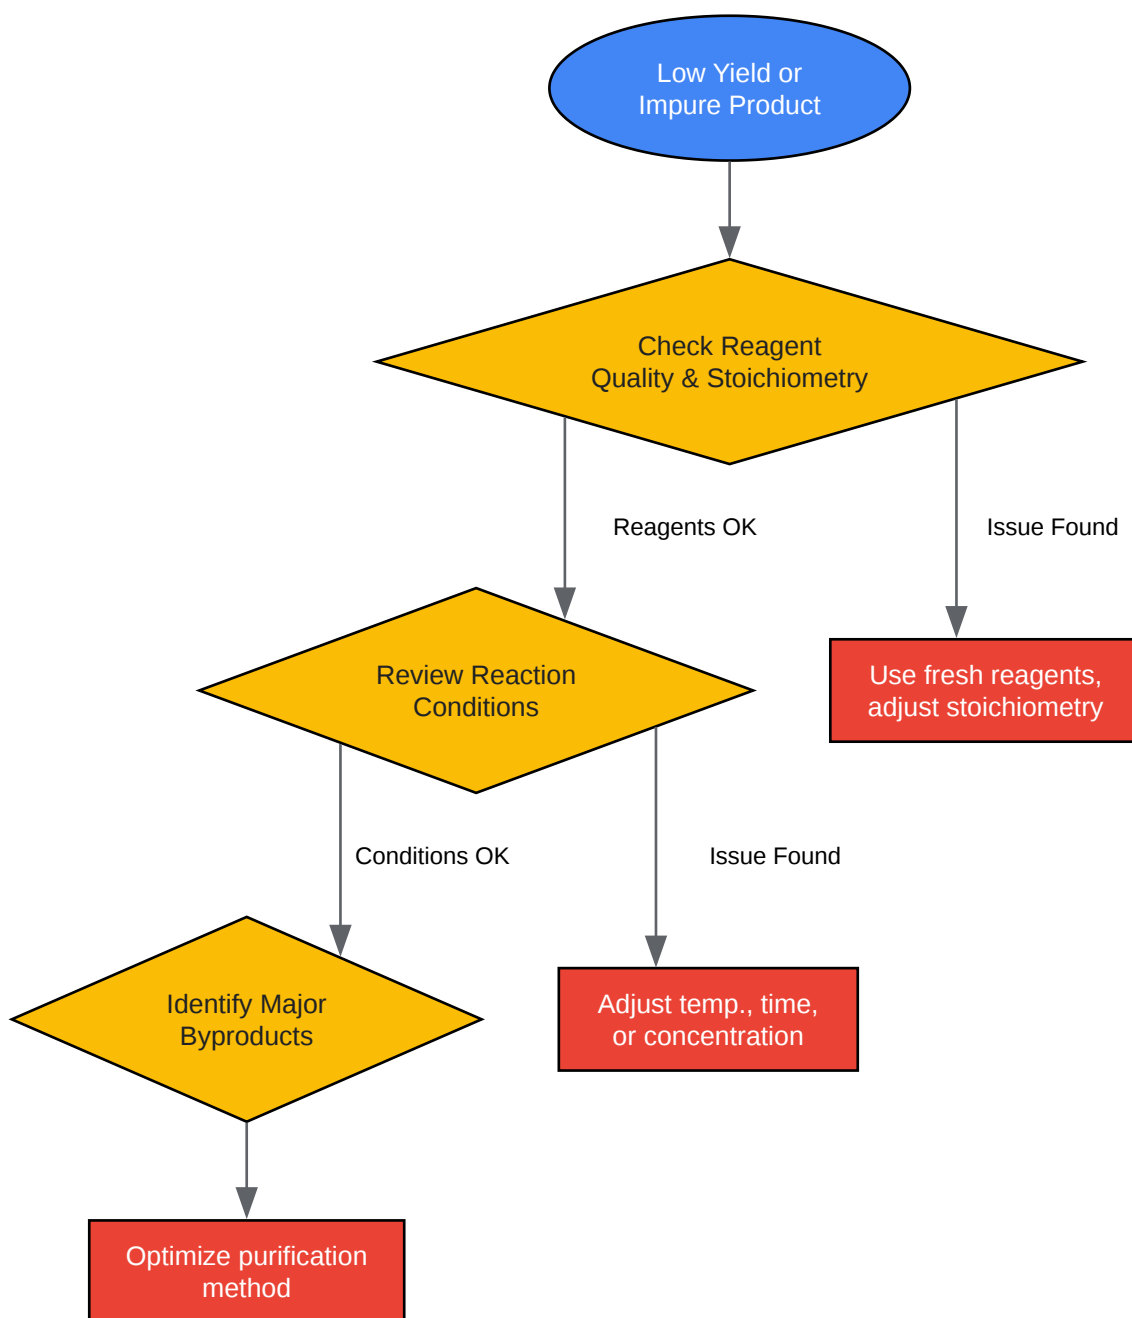 Low Yield or
Impure Product
Check Reagent
Quality & Stoichiometry
Reagents OK
Issue Found
Review Reaction
Conditions
Use fresh reagents,
adjust stoichiometry
Conditions OK
Issue Found
Identify Major
Byproducts
Adjust temp., time,
or concentration
Optimize purification
method